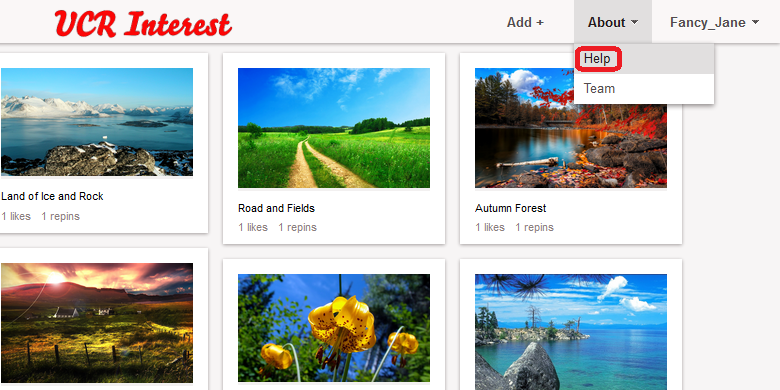 UCR Interest
Add +
About
Fancy_Jane
Help
Team
Land of Ice and Rock
1 likes 1 repins
Road and Fields
1 likes 1 repins
Autumn Forest
1 likes 1 repins